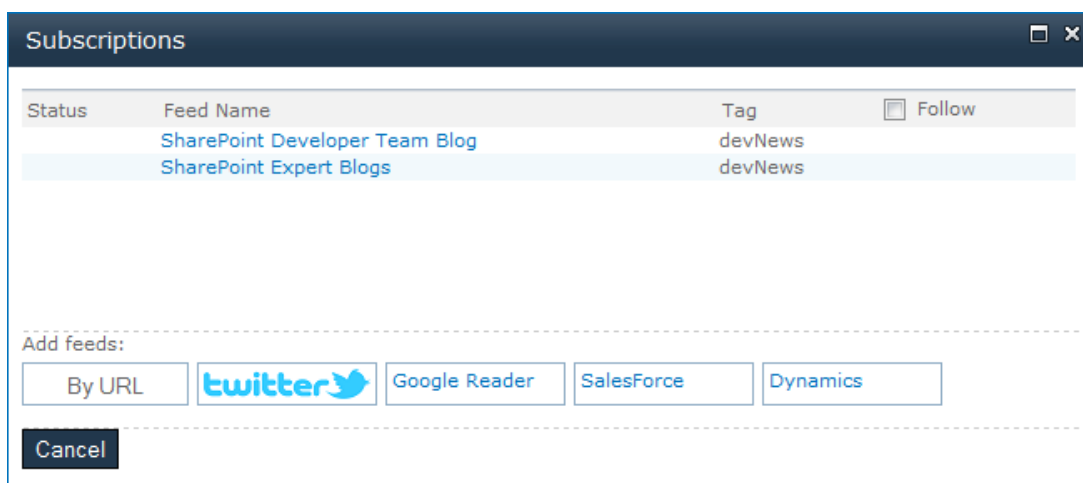 Subscriptions
Status Feed Name Tag Follow
SharePoint Developer Team Blog devNews
SharePoint Expert Blogs devNews
Add feeds:
By URL twitter Google Reader SalesForce Dynamics
Cancel